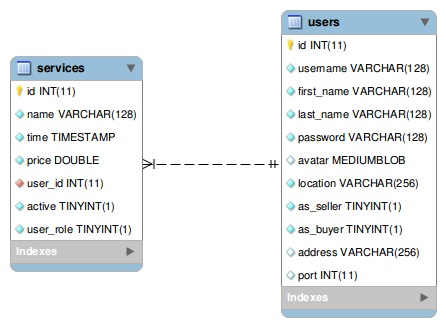 services
id INT(11)
name VARCHAR(128)
time TIMESTAMP
price DOUBLE
user_id INT(11)
active TINYINT(1)
user_role TINYINT(1)
Indexes
users
id INT(11)
username VARCHAR(128)
first_name VARCHAR(128)
last_name VARCHAR(128)
password VARCHAR(128)
avatar MEDIUMBLOB
location VARCHAR(256)
as_seller TINYINT(1)
as_buyer TINYINT(1)
address VARCHAR(256)
port INT(11)
Indexes